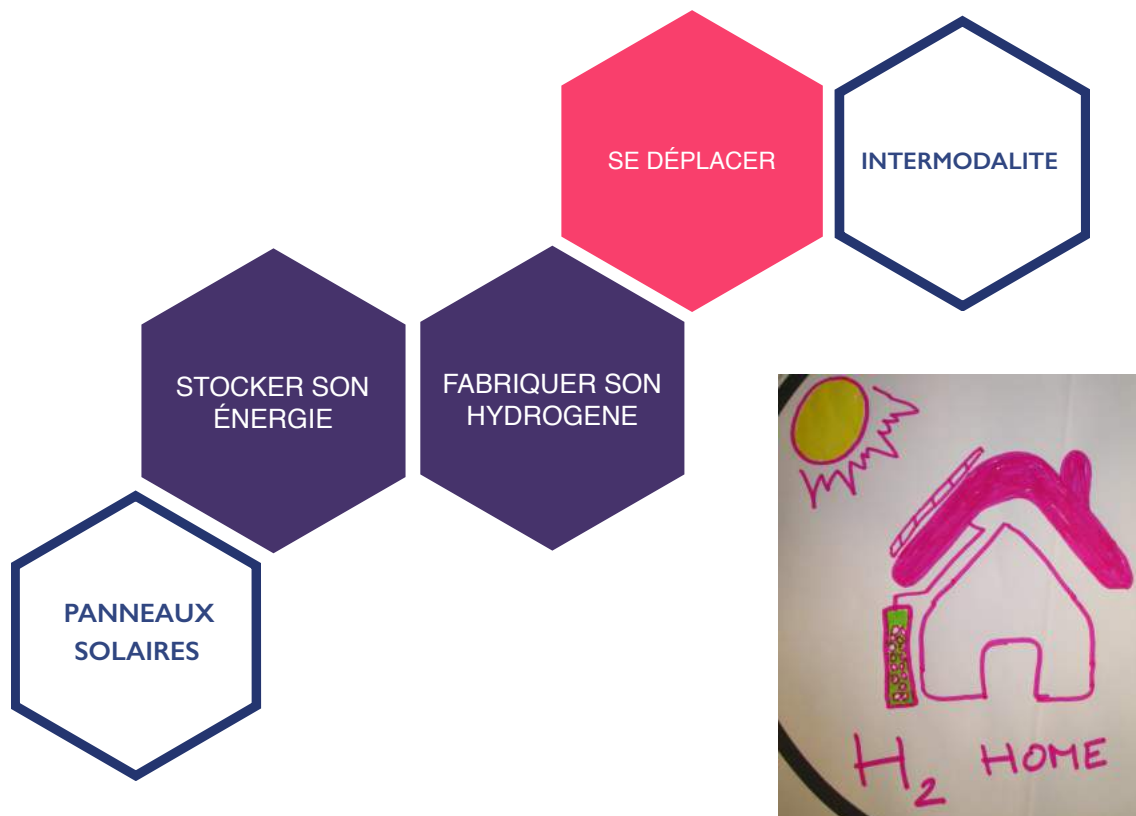 SE DÉPLACER
INTERMODALITE
STOCKER SON
ÉNERGIE
FABRIQUER SON
HYDROGENE
PANNEAUX
SOLAIRES
H2 HOME